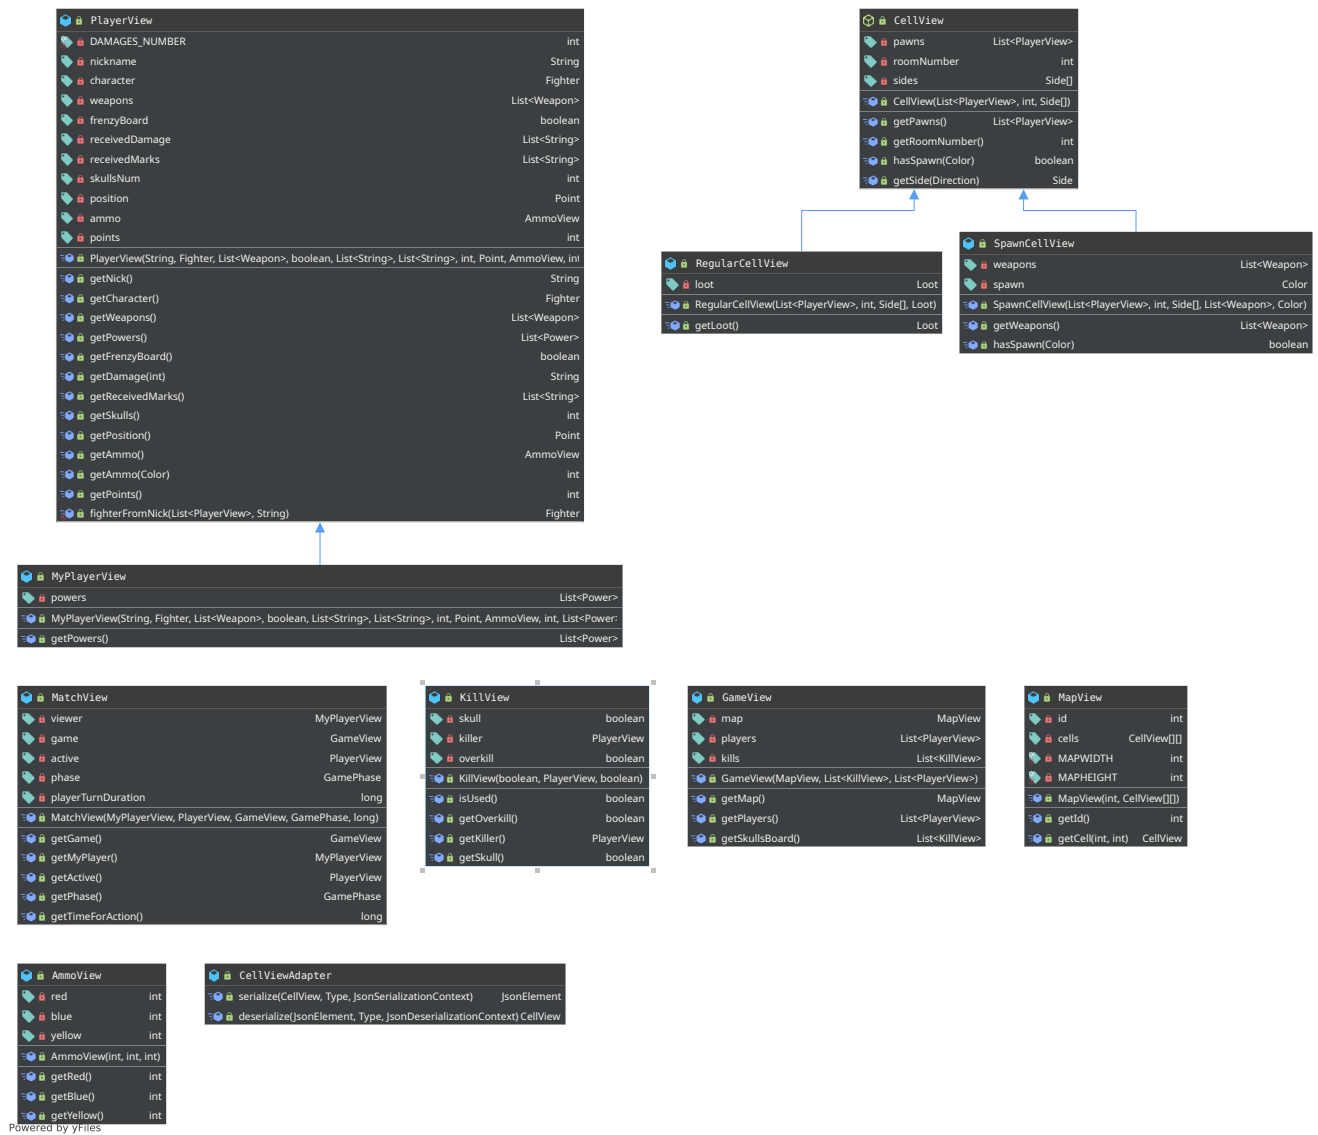 PlayerView
DAMAGES_NUMBER int
nickname String
character Fighter
weapons List<Weapon>
frenzyBoard boolean
receivedDamage List<String>
receivedMarks List<String>
skullsNum int
position Point
ammo AmmoView
points int
PlayerView(String, Fighter, List<Weapon>, boolean, List<String>, List<String>, int, Point, AmmoView, int
getNick() String
getCharacter() Fighter
getWeapons() List<Weapon>
getPowers() List<Power>
getFrenzyBoard() boolean
getDamage(int) String
getReceivedMarks() List<String>
getSkulls() int
getPosition() Point
getAmmo() AmmoView
getAmmo(Color) int
getPoints() int
fighterFromNick(List<PlayerView>, String) Fighter
CellView
pawns List<PlayerView>
roomNumber int
sides Side[]
CellView(List<PlayerView>, int, Side[])
getPawns() List<PlayerView>
getRoomNumber() int
hasSpawn(Color) boolean
getSide(Direction) Side
RegularCellView
loot Loot
RegularCellView(List<PlayerView>, int, Side[], Loot)
getLoot() Loot
SpawnCellView
weapons List<Weapon>
spawn Color
SpawnCellView(List<PlayerView>, int, Side[], List<Weapon>, Color)
getWeapons() List<Weapon>
hasSpawn(Color) boolean
MyPlayerView
powers List<Power>
MyPlayerView(String, Fighter, List<Weapon>, boolean, List<String>, List<String>, int, Point, AmmoView, int, List<Power>
getPowers() List<Power>
MatchView
viewer MyPlayerView
game GameView
active PlayerView
phase GamePhase
playerTurnDuration long
MatchView(MyPlayerView, PlayerView, GameView, GamePhase, long)
getGame() GameView
getMyPlayer() MyPlayerView
getActive() PlayerView
getPhase() GamePhase
getTimeForAction() long
KillView
skull boolean
killer PlayerView
overkill boolean
KillView(boolean, PlayerView, boolean)
isUsed() boolean
getOverkill() boolean
getKiller() PlayerView
getSkull() boolean
GameView
map MapView
players List<PlayerView>
kills List<KillView>
GameView(MapView, List<KillView>, List<PlayerView>)
getMap() MapView
getPlayers() List<PlayerView>
getSkullsBoard() List<KillView>
MapView
id int
cells CellView[][]
MAPWIDTH int
MAPHEIGHT int
MapView(int, CellView[][])
getId() int
getCell(int, int) CellView
AmmoView
red int
blue int
yellow int
AmmoView(int, int, int)
getRed() int
getBlue() int
getYellow() int
CellViewAdapter
serialize(CellView, Type, JsonSerializationContext) JsonElement
deserialize(JsonElement, Type, JsonDeserializationContext) CellView
Powered by yFiles